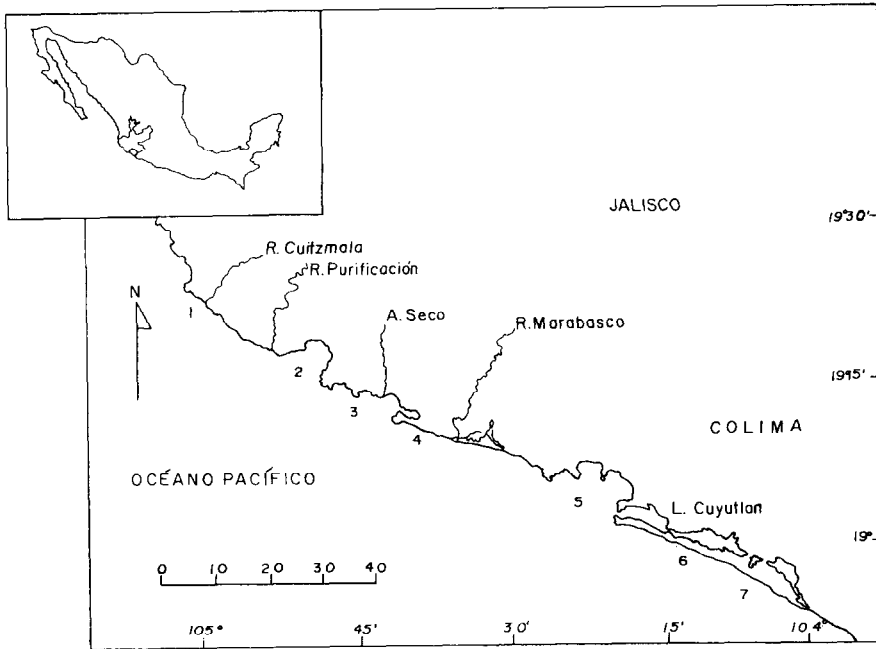 JALISCO
19°30'
R. Cuitzmala
R. Purificación
N
1
A. Seco
R. Marabasco
2
19°15'
3
4
COLIMA
OCÉANO PACÍFICO
5
L. Cuyutlan
19°
6
0 10 20 30 40
7
105° 45' 30' 15' 104°